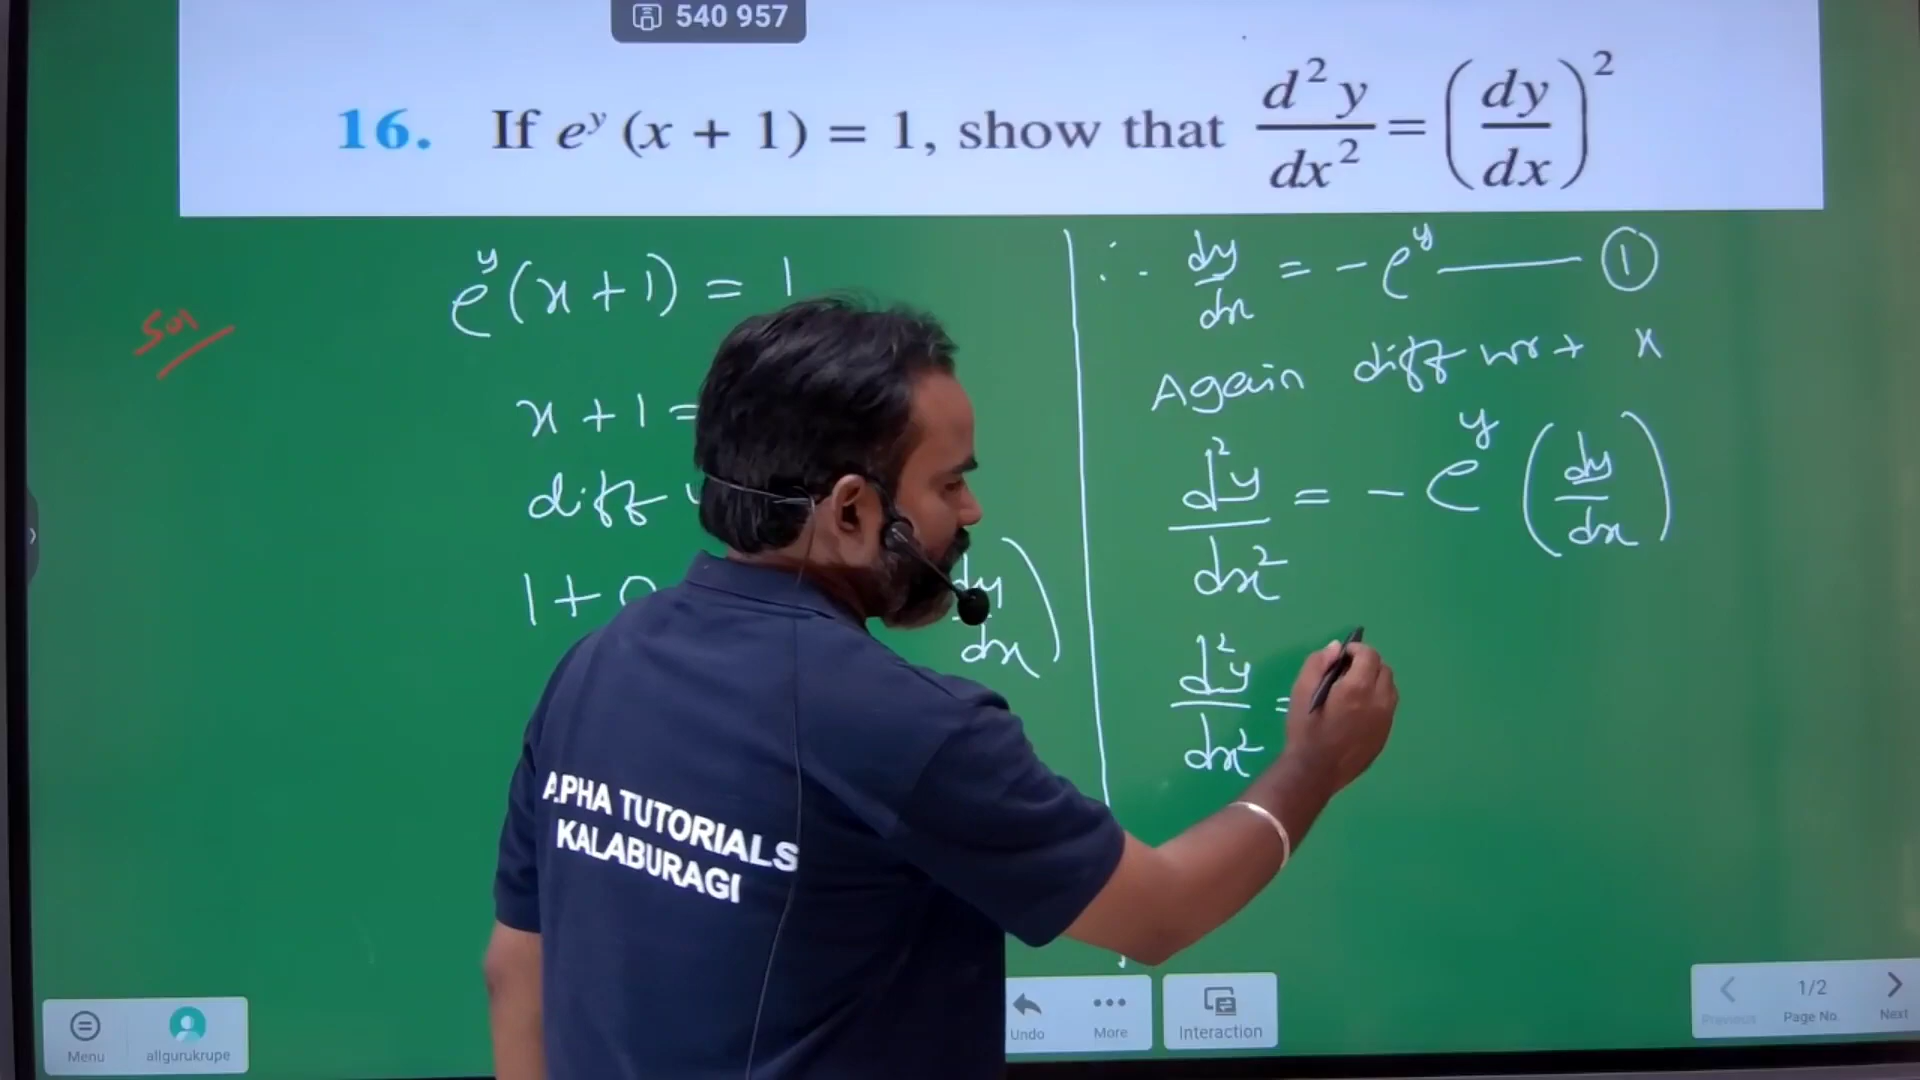 540 957
16. If e^y (x + 1) = 1, show that d²y/dx² = (dy/dx)²
Sol
e^y (x+1) = 1
x + 1 =
diff
1 + 0
dy/dx)
∴ dy/dx = -e^y —— ①
Again diff wr t x
d²y/dx² = - e^y (dy/dx)
d²y/dx² =
APHA TUTORIALS
KALABURAGI
Menu
allgurukrupe
Undo
More
Interaction
Previous
1/2
Page No.
Next